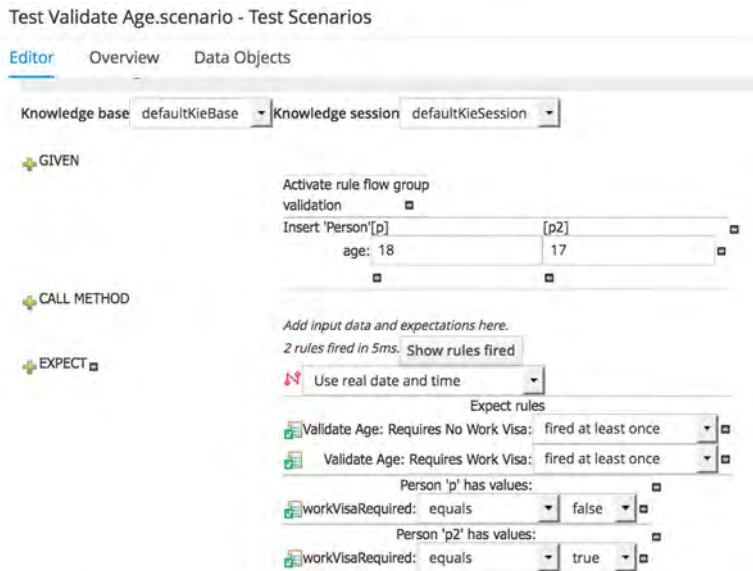 Test Validate Age.scenario - Test Scenarios
Editor Overview Data Objects
Knowledge base defaultKieBase Knowledge session defaultKieSession
GIVEN
Activate rule flow group
validation
Insert 'Person'[p] [p2]
age: 18 17
CALL METHOD
Add input data and expectations here.
2 rules fired in 5ms. Show rules fired
EXPECT
Use real date and time
Expect rules
Validate Age: Requires No Work Visa: fired at least once
Validate Age: Requires Work Visa: fired at least once
Person 'p' has values:
workVisaRequired: equals false
Person 'p2' has values:
workVisaRequired: equals true